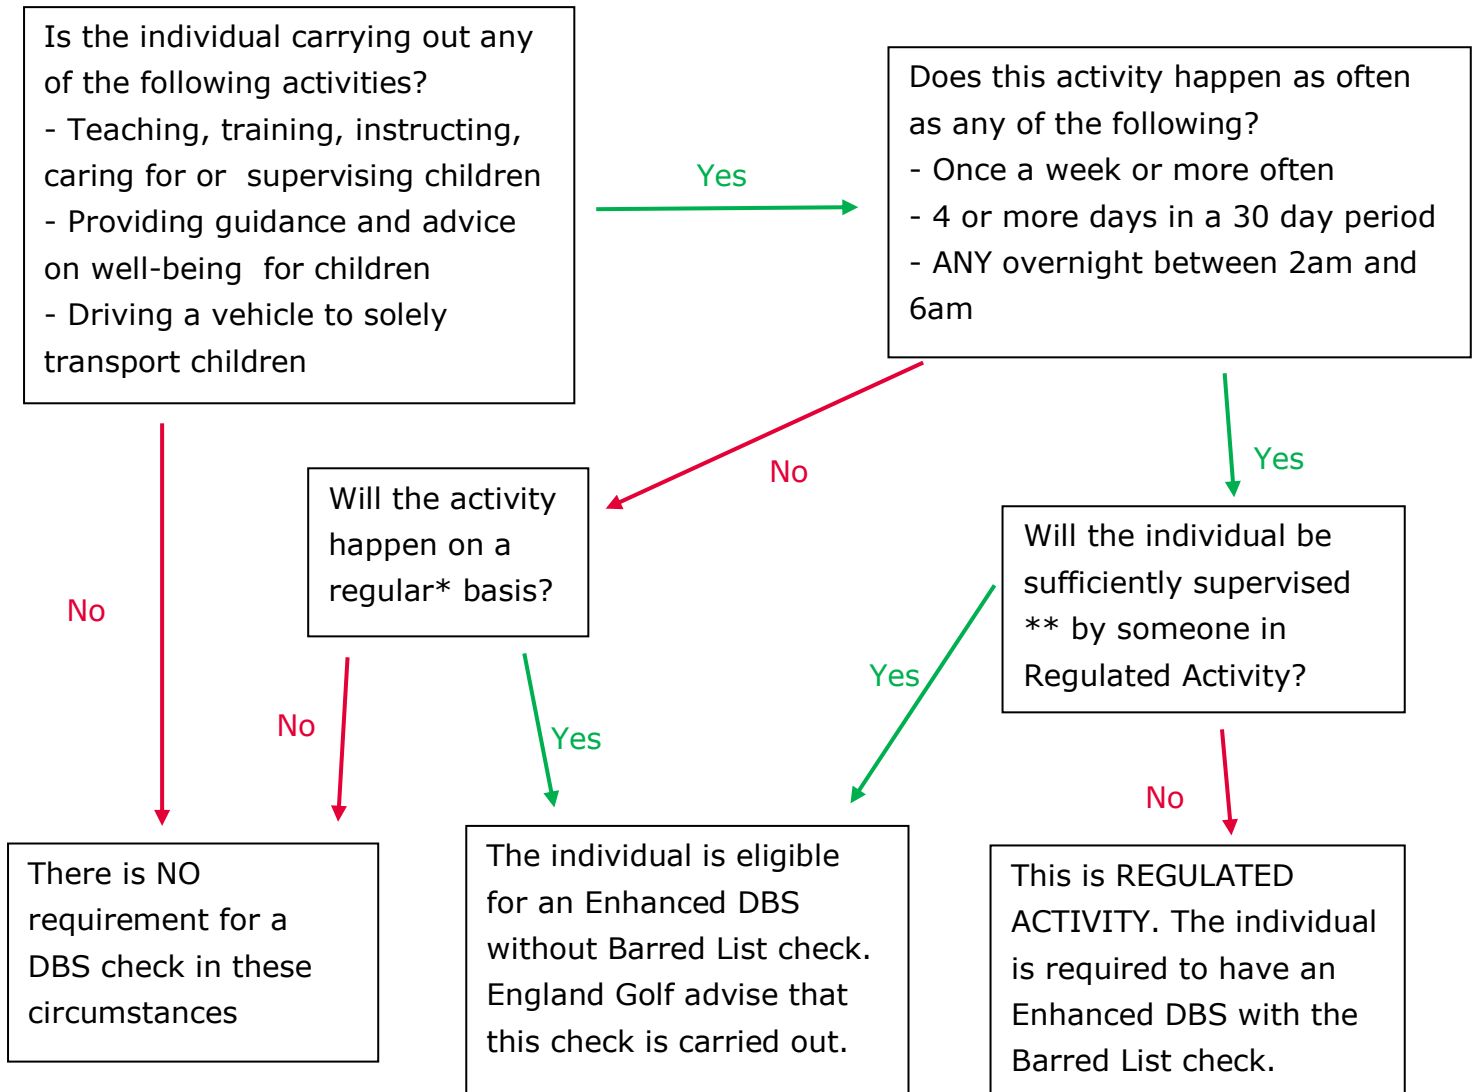 Is the individual carrying out any
of the following activities?
- Teaching, training, instructing,
caring for or supervising children
- Providing guidance and advice
on well-being for children
- Driving a vehicle to solely
transport children
Yes
Does this activity happen as often
as any of the following?
- Once a week or more often
- 4 or more days in a 30 day period
- ANY overnight between 2am and
6am
No
No
Yes
Will the activity
happen on a
regular* basis?
Will the individual be
sufficiently supervised
** by someone in
Regulated Activity?
No
Yes
Yes
No
There is NO
requirement for a
DBS check in these
circumstances
The individual is eligible
for an Enhanced DBS
without Barred List check.
England Golf advise that
this check is carried out.
This is REGULATED
ACTIVITY. The individual
is required to have an
Enhanced DBS with the
Barred List check.